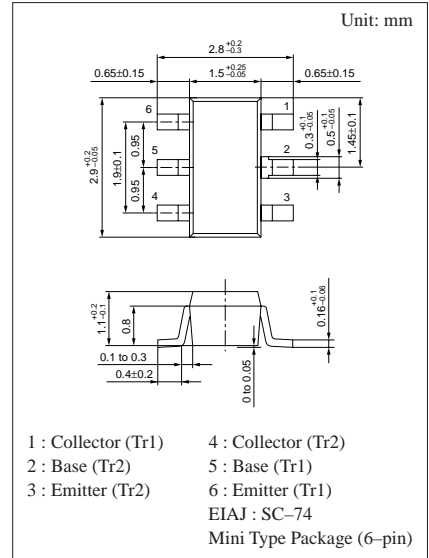 Unit: mm
2.8 +0.2 –0.3
0.65±0.15 1.5 +0.25 –0.05 0.65±0.15
6 1
5 2
4 3
2.9 +0.2 –0.05
1.9±0.1
0.95
0.95
0.3 +0.1 –0.05
0.5 +0.1 –0.05
1.45±0.1
1.1 +0.2 –0.1
0.8
0.16 +0.1 –0.06
0.1 to 0.3
0.4±0.2
0 to 0.05
1 : Collector (Tr1) 4 : Collector (Tr2)
2 : Base (Tr2) 5 : Base (Tr1)
3 : Emitter (Tr2) 6 : Emitter (Tr1)
EIAJ : SC–74
Mini Type Package (6–pin)